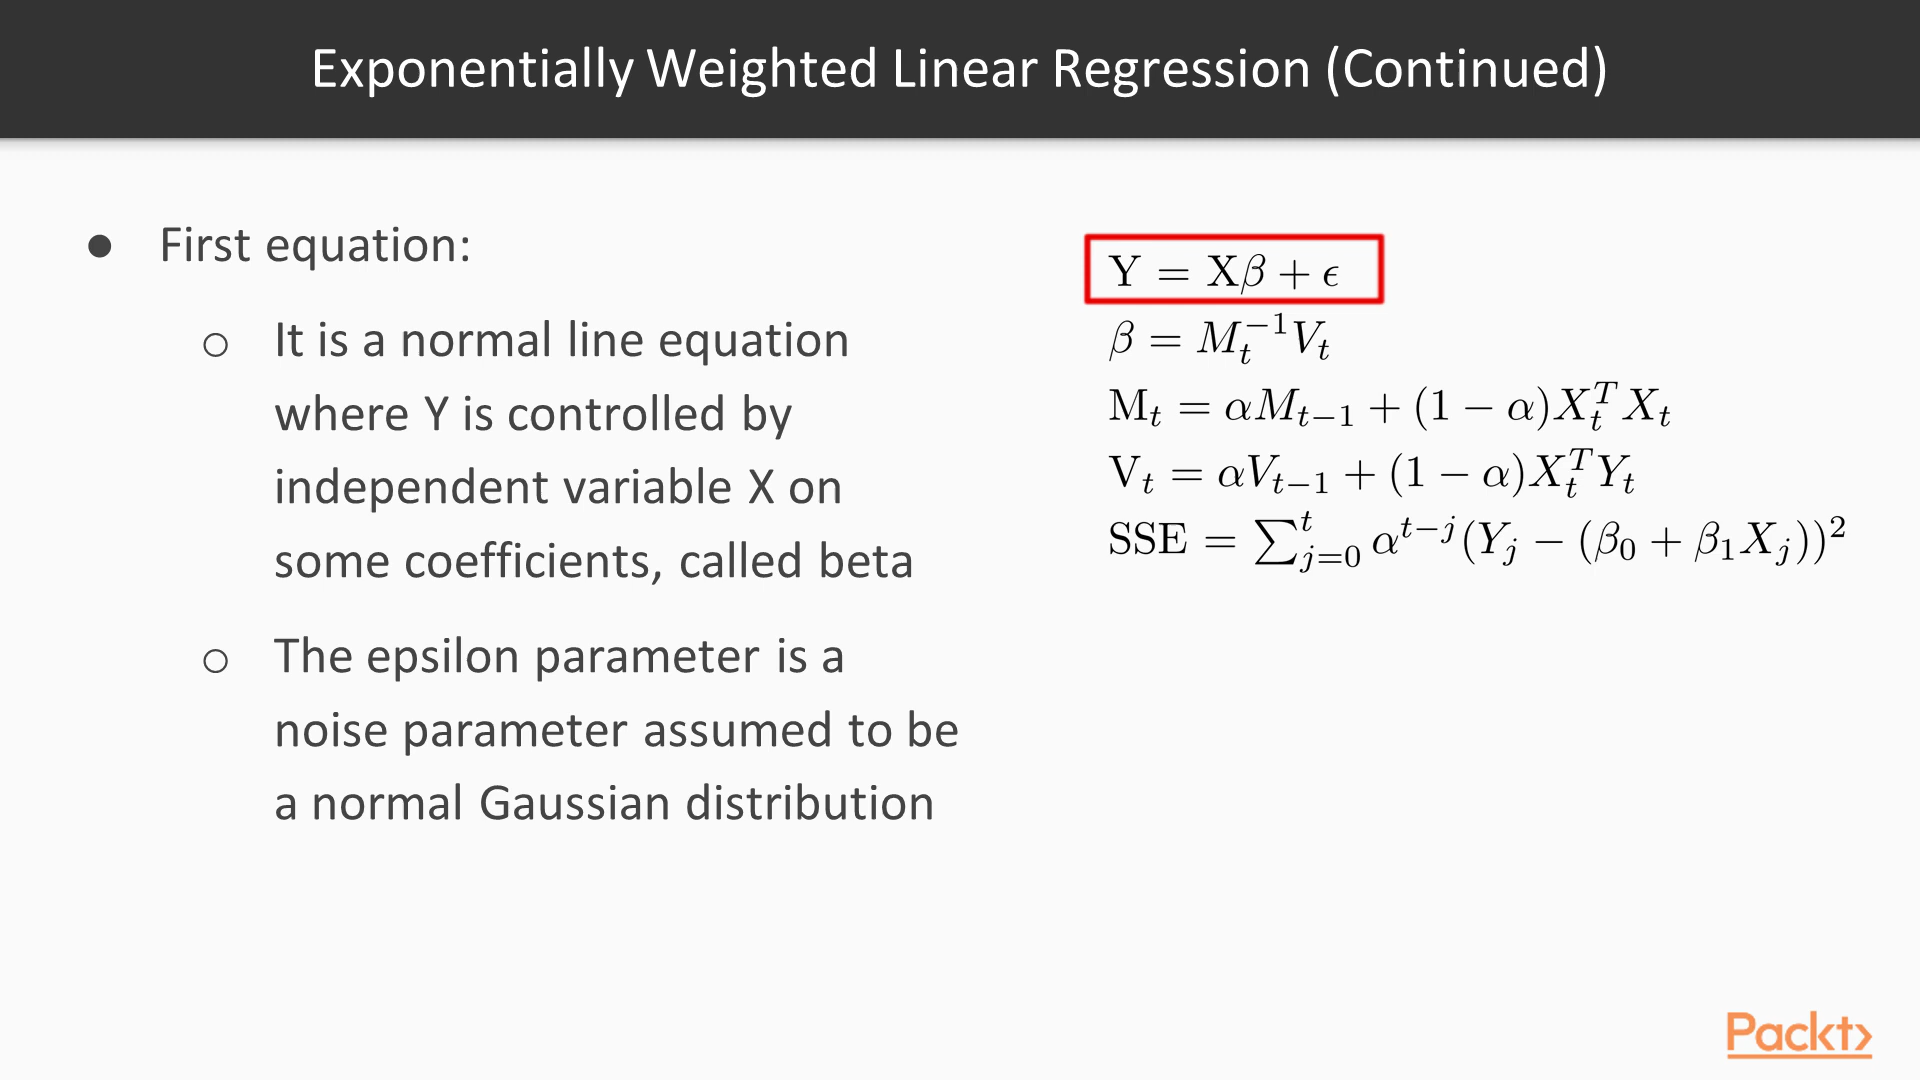 Exponentially Weighted Linear Regression (Continued)
● First equation:
○ It is a normal line equation
where Y is controlled by
independent variable X on
some coefficients, called beta
○ The epsilon parameter is a
noise parameter assumed to be
a normal Gaussian distribution
Y = Xβ + ϵ
β = M_t^{-1}V_t
M_t = αM_{t−1} + (1 − α)X_t^T X_t
V_t = αV_{t−1} + (1 − α)X_t^T Y_t
SSE = ∑_{j=0}^t α^{t−j}(Y_j − (β_0 + β_1X_j))^2
Packt>